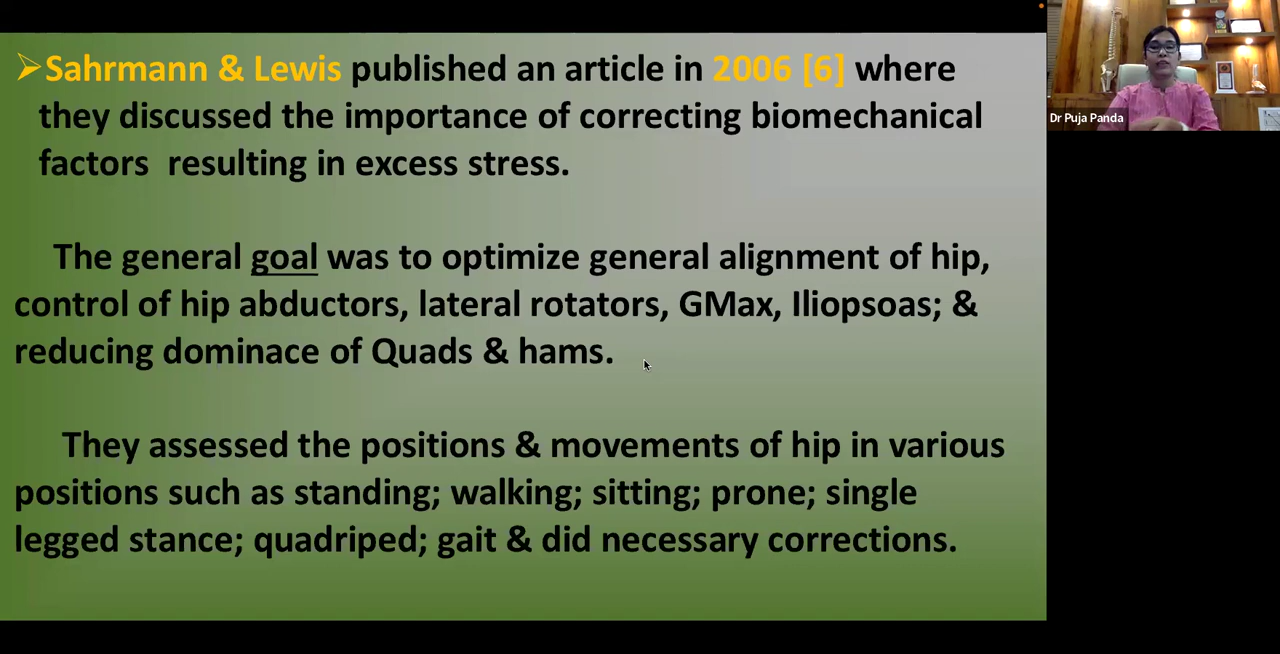 ➢Sahrmann & Lewis published an article in 2006 [6] where
they discussed the importance of correcting biomechanical
factors resulting in excess stress.
The general goal was to optimize general alignment of hip,
control of hip abductors, lateral rotators, GMax, Iliopsoas; &
reducing dominace of Quads & hams.
They assessed the positions & movements of hip in various
positions such as standing; walking; sitting; prone; single
legged stance; quadriped; gait & did necessary corrections.
Dr Puja Panda